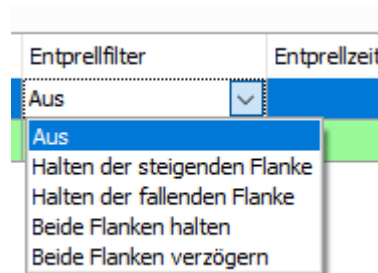 Entprellfilter Entprellzeit
Aus
Aus
Halten der steigenden Flanke
Halten der fallenden Flanke
Beide Flanken halten
Beide Flanken verzögern